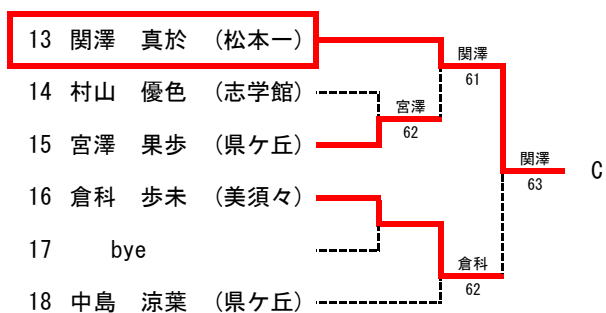 13 関澤 真於 (松本一)
関澤
61
14 村山 優色 (志学館)
宮澤
62
15 宮澤 果歩 (県ケ丘)
関澤
63
C
16 倉科 歩未 (美須々)
17 bye
倉科
62
18 中島 涼葉 (県ケ丘)